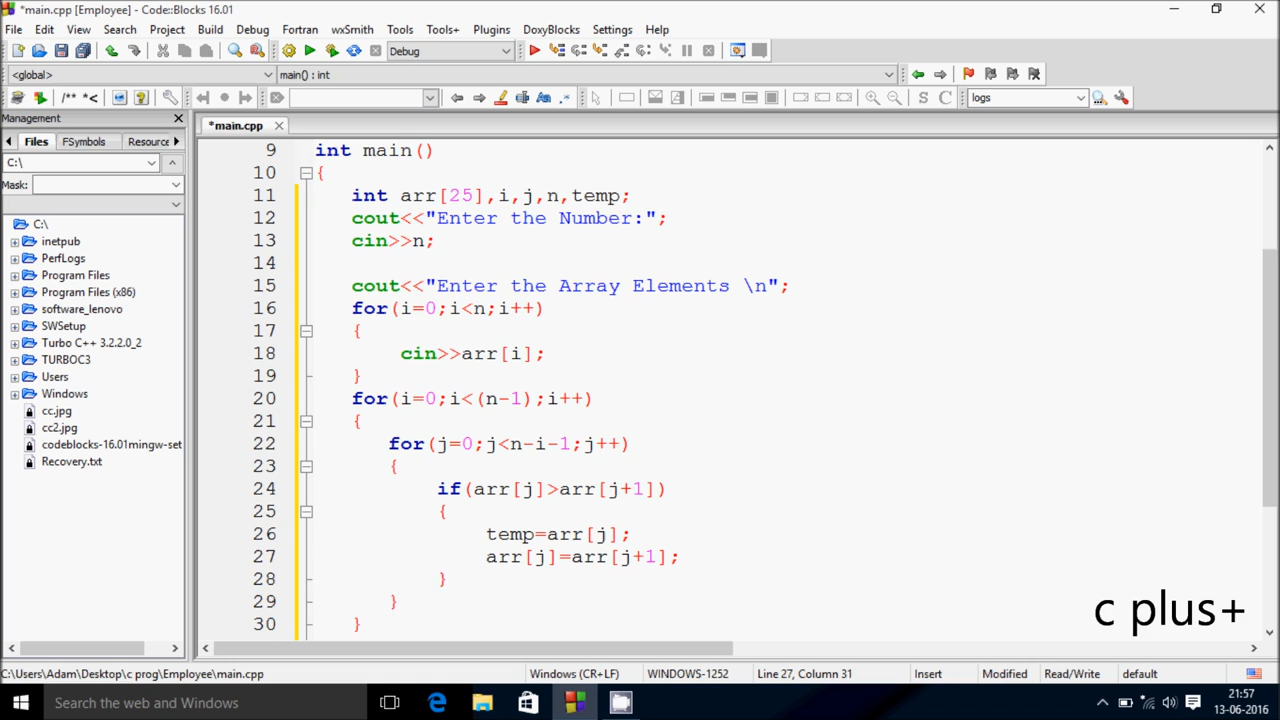 *main.cpp [Employee] - Code::Blocks 16.01
File Edit View Search Project Build Debug Fortran wxSmith Tools Tools+ Plugins DoxyBlocks Settings Help
Debug
<global> main() : int
/** *< Aa .* S C logs
Management
Files FSymbols Resource
*main.cpp
C:\
Mask:
C:\
inetpub
PerfLogs
Program Files
Program Files (x86)
software_lenovo
SWSetup
Turbo C++ 3.2.2.0_2
TURBOC3
Users
Windows
cc.jpg
cc2.jpg
codeblocks-16.01mingw-set
Recovery.txt
9 int main()
10 {
11 int arr[25],i,j,n,temp;
12 cout<<"Enter the Number:";
13 cin>>n;
14
15 cout<<"Enter the Array Elements \n";
16 for(i=0;i<n;i++)
17 {
18 cin>>arr[i];
19 }
20 for(i=0;i<(n-1);i++)
21 {
22 for(j=0;j<n-i-1;j++)
23 {
24 if(arr[j]>arr[j+1])
25 {
26 temp=arr[j];
27 arr[j]=arr[j+1];
28 }
29 }
30 }
c plus+
C:\Users\Adam\Desktop\c prog\Employee\main.cpp Windows (CR+LF) WINDOWS-1252 Line 27, Column 31 Insert Modified Read/Write default
Search the web and Windows
21:57
13-06-2016